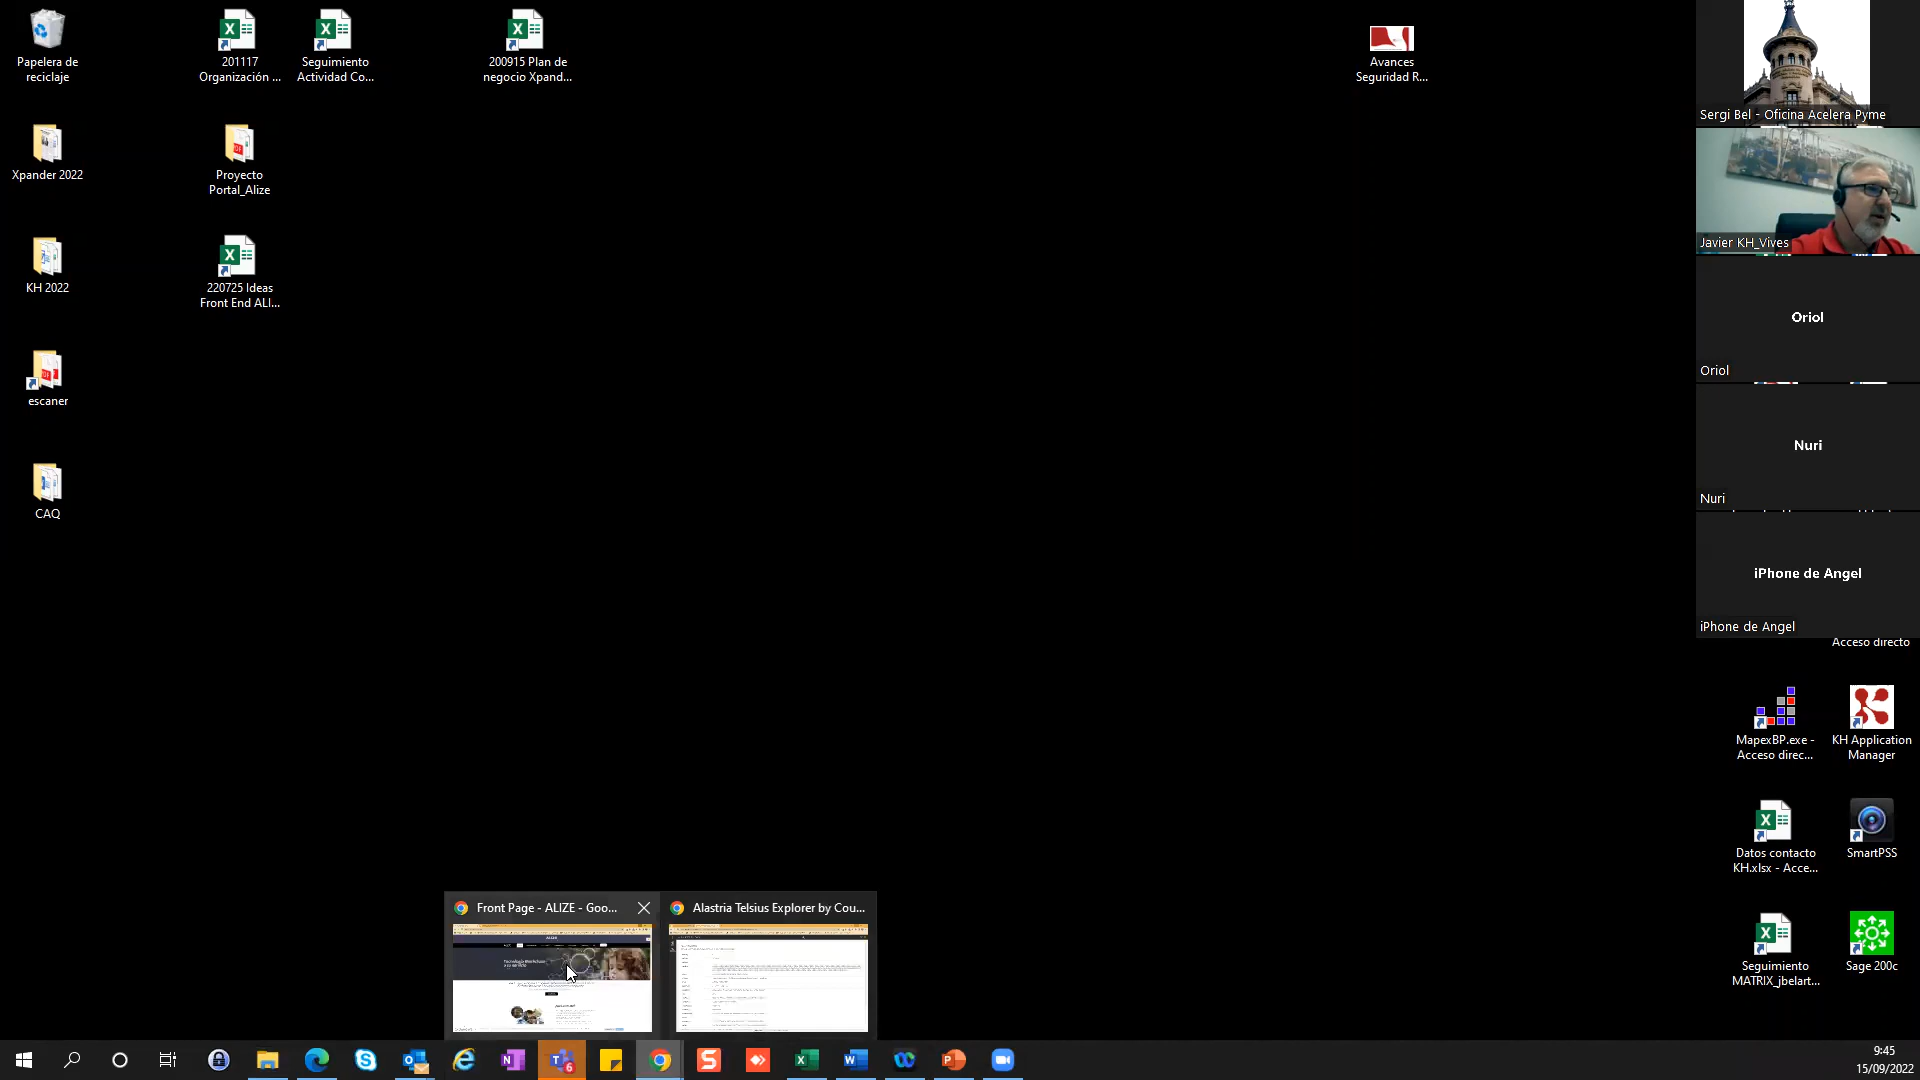 Papelera de
reciclaje
201117
Organización ...
Seguimiento
Actividad Co...
200915 Plan de
negocio Xpand...
Avances
Seguridad R...
Xpander 2022
Proyecto
Portal_Alize
KH 2022
220725 Ideas
Front End ALI...
escaner
CAQ
Sergi Bel - Oficina Acelera Pyme
Javier KH_Vives
Oriol
Oriol
Nuri
Nuri
iPhone de Angel
iPhone de Angel
Acceso directo
MapexBP.exe -
Acceso direc...
KH Application
Manager
Datos contacto
KH.xlsx - Acce...
SmartPSS
Seguimiento
MATRIX_jbelart...
Sage 200c
Front Page - ALIZE - Goo...
Alastria Telsius Explorer by Cou...
6
9:45
15/09/2022